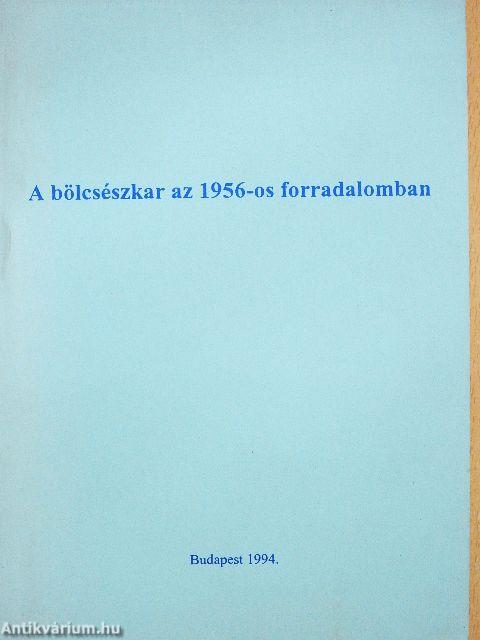 A bölcsészkar az 1956-os forradalomban
Budapest 1994.
Antikvárium.hu